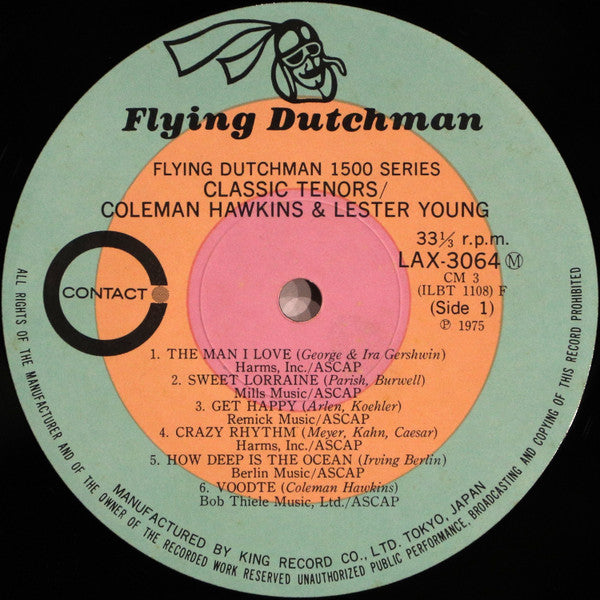 Flying Dutchman
FLYING DUTCHMAN 1500 SERIES
CLASSIC TENORS/
COLEMAN HAWKINS & LESTER YOUNG
33⅓ r.p.m.
LAX-3064 Ⓜ
CM 3
(ILBT 1108) F
(Side 1)
℗ 1975
CONTACT
1. THE MAN I LOVE (George & Ira Gershwin)
Harms, Inc./ASCAP
2. SWEET LORRAINE (Parish, Burwell)
Mills Music/ASCAP
3. GET HAPPY (Arlen, Koehler)
Remick Music/ASCAP
4. CRAZY RHYTHM (Meyer, Kahn, Caesar)
Harms, Inc./ASCAP
5. HOW DEEP IS THE OCEAN (Irving Berlin)
Berlin Music/ASCAP
6. VOODTE (Coleman Hawkins)
Bob Thiele Music, Ltd./ASCAP
MANUFACTURED BY KING RECORD CO., LTD. TOKYO, JAPAN
ALL RIGHTS OF THE MANUFACTURER AND OF THE OWNER OF THE RECORDED WORK RESERVED UNAUTHORIZED PUBLIC PERFORMANCE, BROADCASTING AND COPYING OF THIS RECORD PROHIBITED